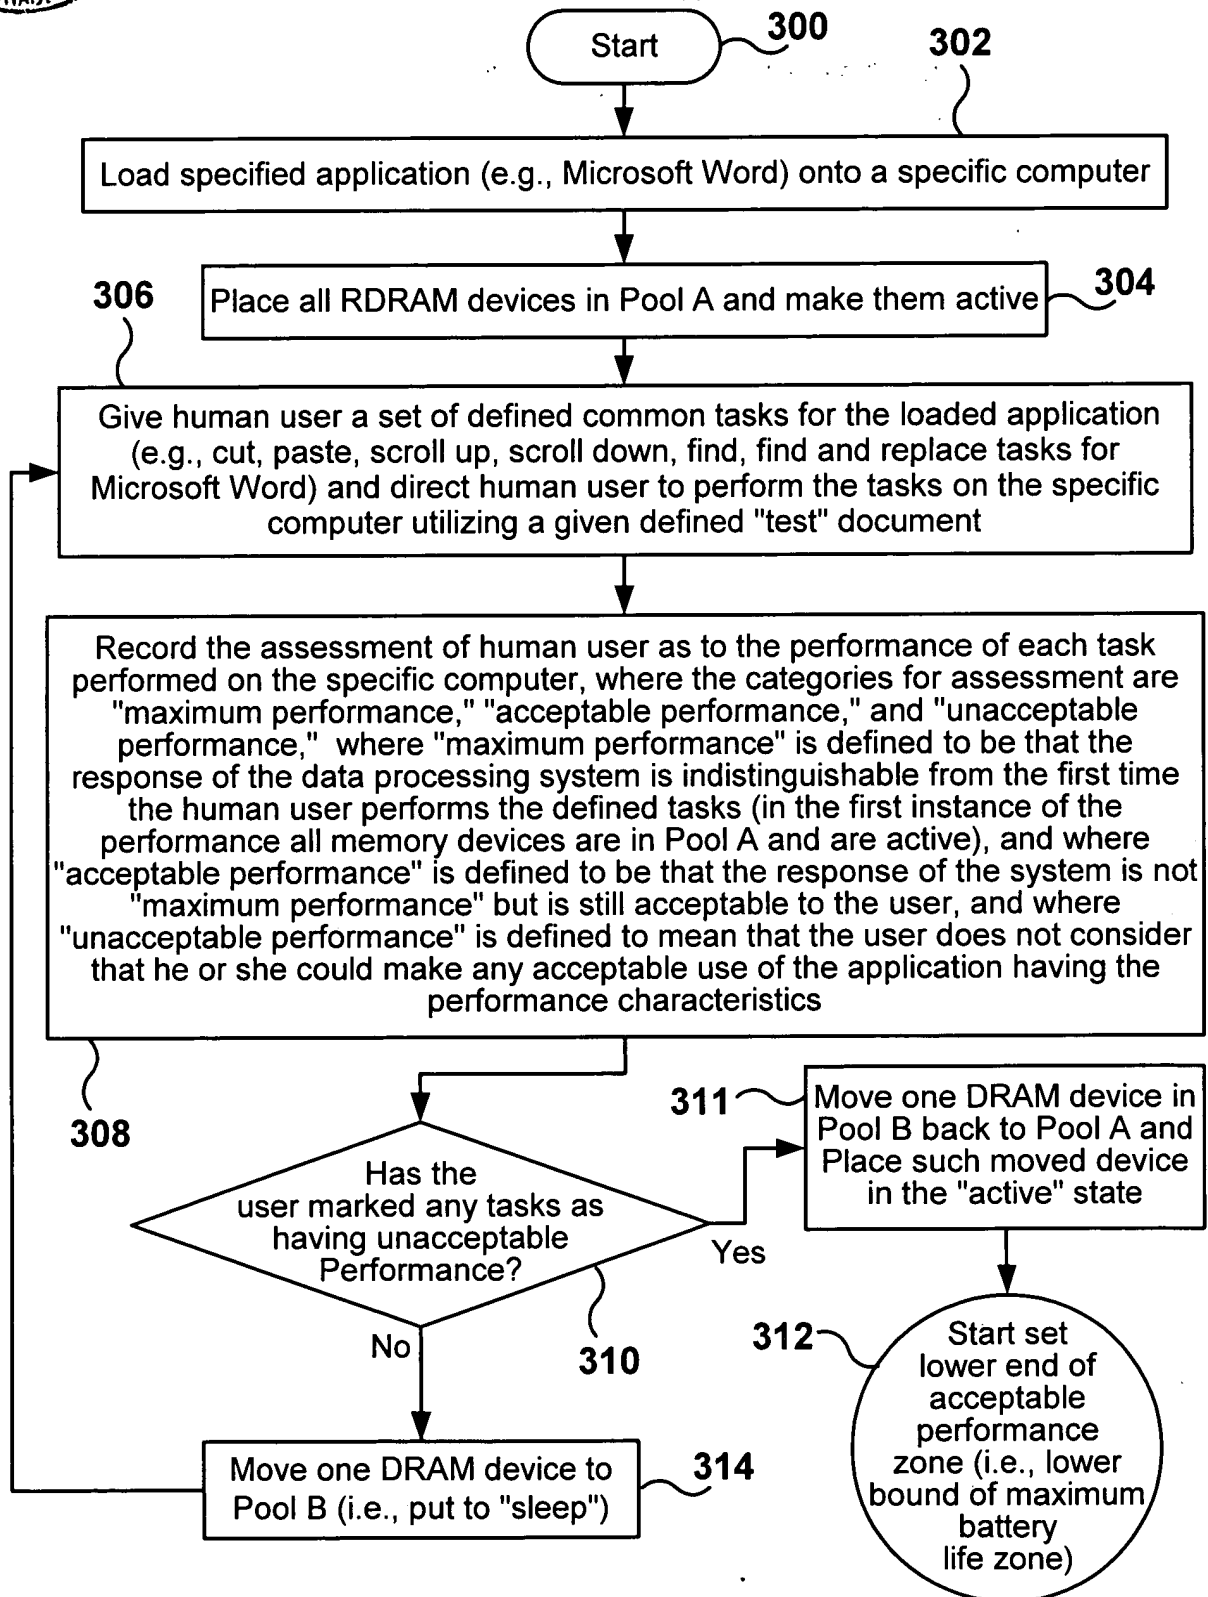 300
Start
302
Load specified application (e.g., Microsoft Word) onto a specific computer
304
Place all RDRAM devices in Pool A and make them active
306
Give human user a set of defined common tasks for the loaded application
(e.g., cut, paste, scroll up, scroll down, find, find and replace tasks for
Microsoft Word) and direct human user to perform the tasks on the specific
computer utilizing a given defined "test" document
Record the assessment of human user as to the performance of each task
performed on the specific computer, where the categories for assessment are
"maximum performance," "acceptable performance," and "unacceptable
performance," where "maximum performance" is defined to be that the
response of the data processing system is indistinguishable from the first time
the human user performs the defined tasks (in the first instance of the
performance all memory devices are in Pool A and are active), and where
"acceptable performance" is defined to be that the response of the system is not
"maximum performance" but is still acceptable to the user, and where
"unacceptable performance" is defined to mean that the user does not consider
that he or she could make any acceptable use of the application having the
performance characteristics
308
Has the
user marked any tasks as
having unacceptable
Performance?
310
Yes
No
311
Move one DRAM device in
Pool B back to Pool A and
Place such moved device
in the "active" state
312
Start set
lower end of
acceptable
performance
zone (i.e., lower
bound of maximum
battery
life zone)
Move one DRAM device to
Pool B (i.e., put to "sleep")
314